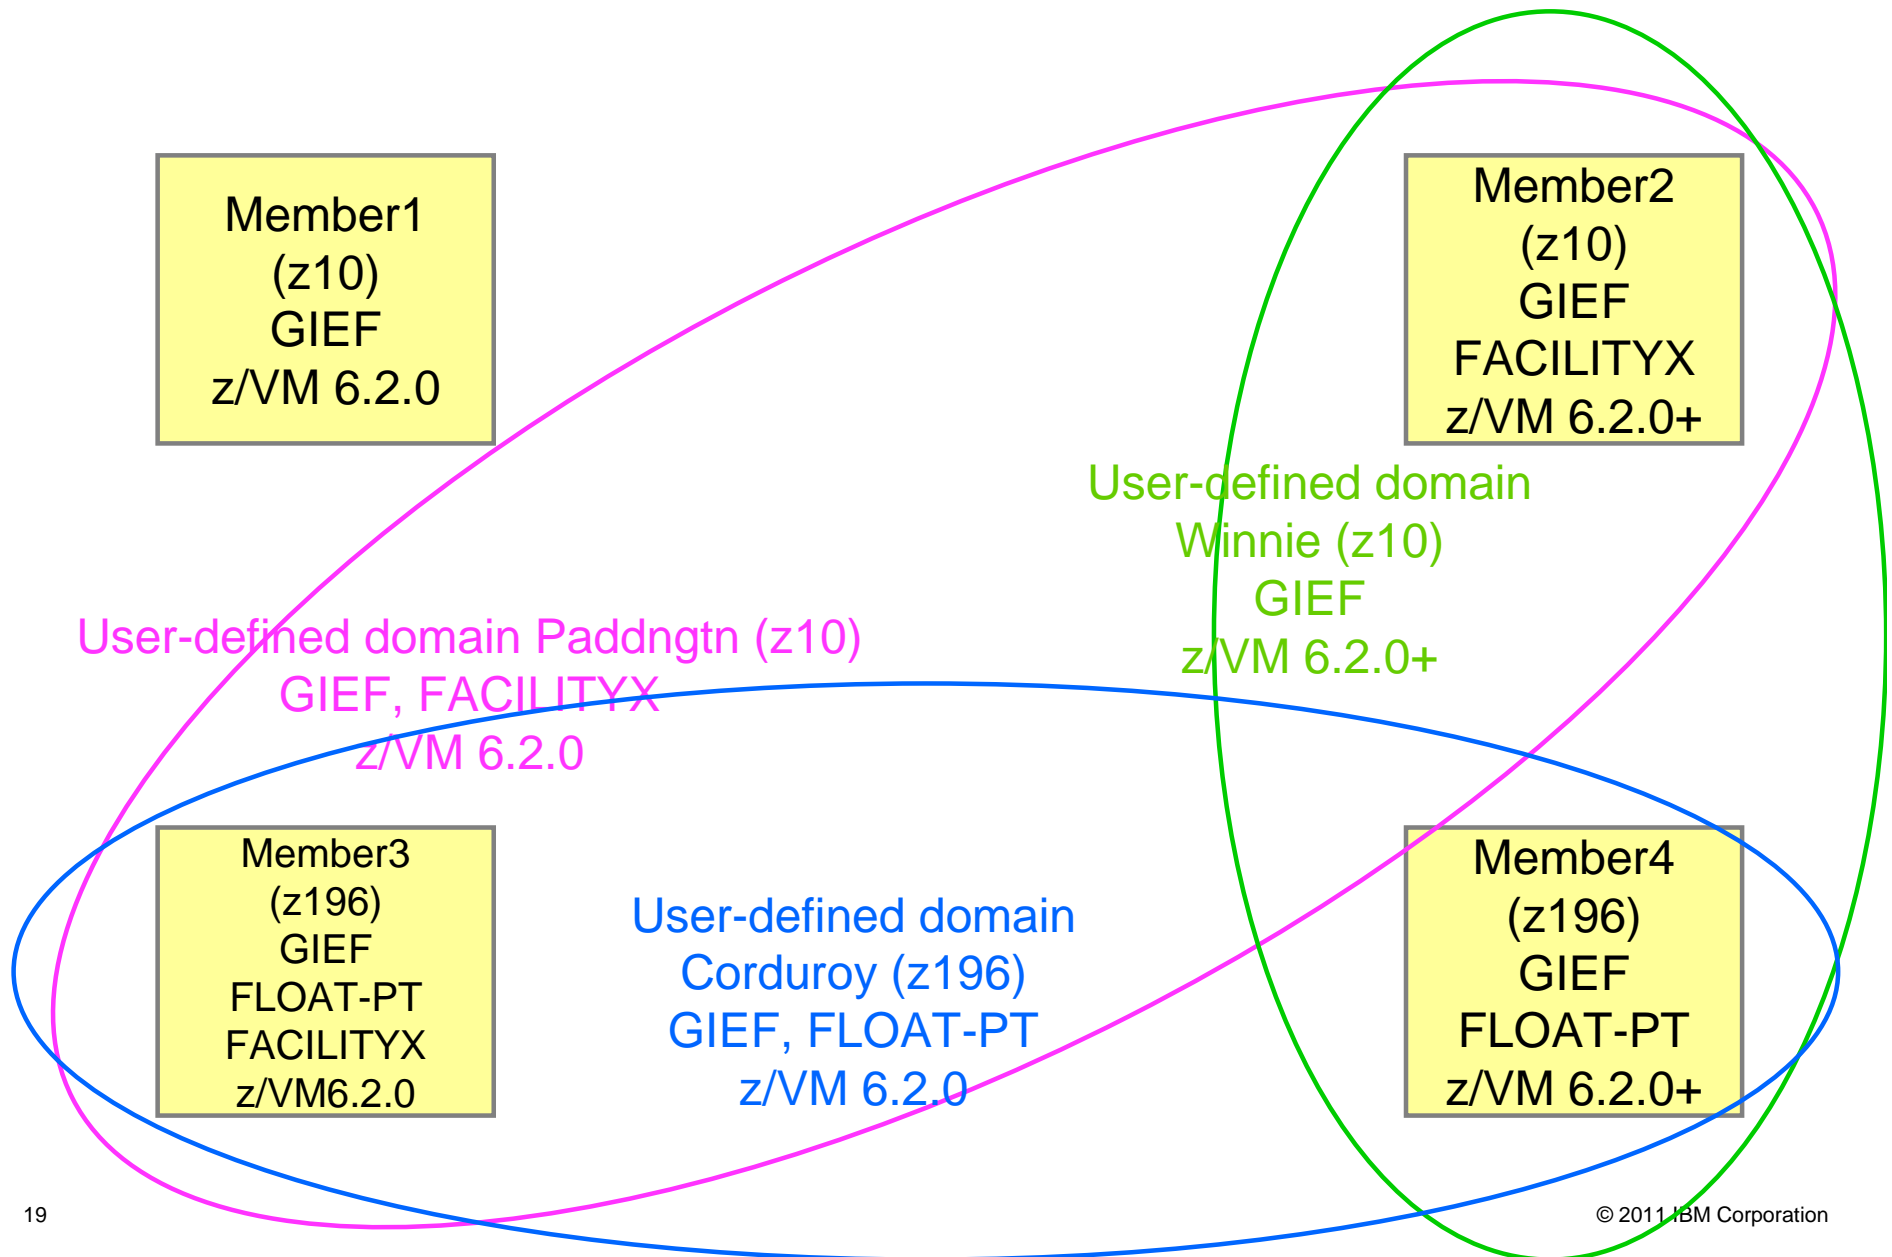 Member1
(z10)
GIEF
z/VM 6.2.0
Member2
(z10)
GIEF
FACILITYX
z/VM 6.2.0+
User-defined domain
Winnie (z10)
GIEF
z/VM 6.2.0+
User-defined domain Paddngtn (z10)
GIEF, FACILITYX
z/VM 6.2.0
Member3
(z196)
GIEF
FLOAT-PT
FACILITYX
z/VM6.2.0
User-defined domain
Corduroy (z196)
GIEF, FLOAT-PT
z/VM 6.2.0
Member4
(z196)
GIEF
FLOAT-PT
z/VM 6.2.0+
19
© 2011 IBM Corporation